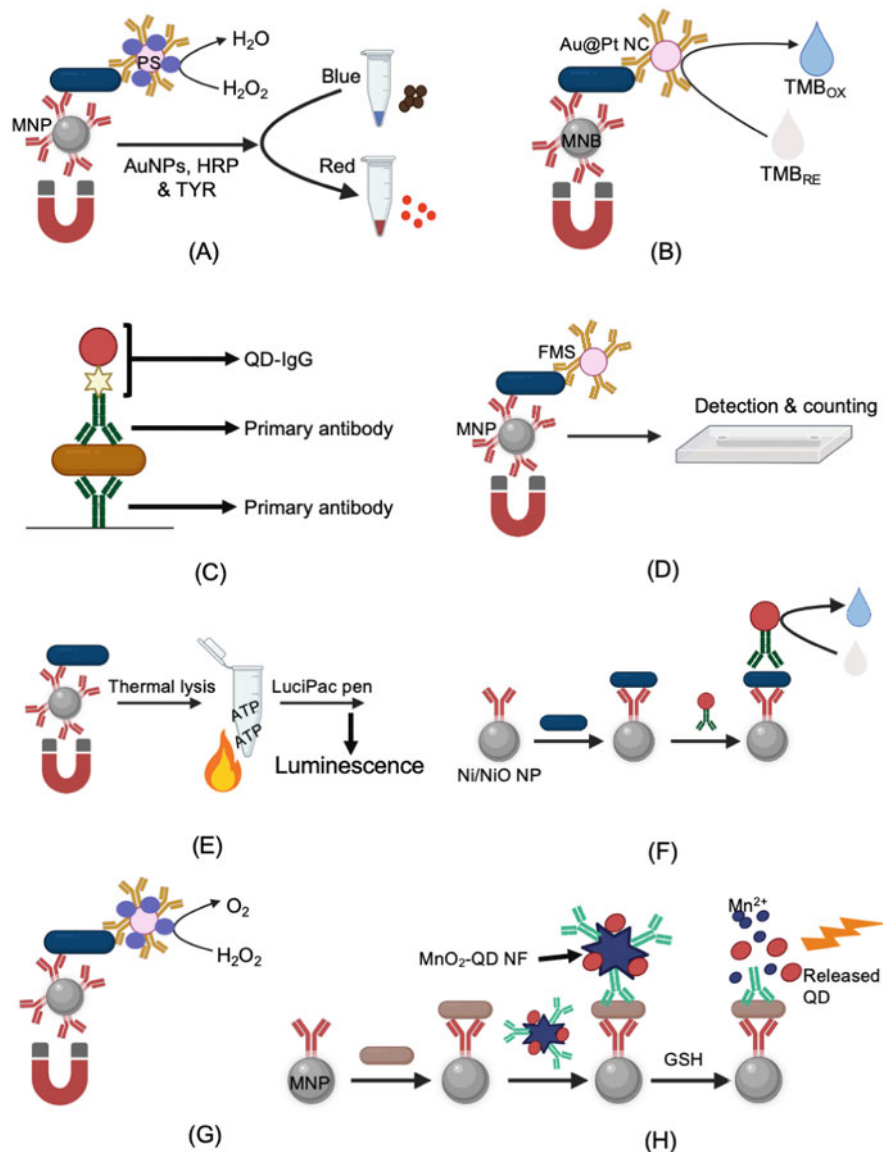 PS
H₂O
H₂O₂
MNP
AuNPs, HRP
& TYR
Blue
Red
(A)
Au@Pt NC
MNB
TMB_OX
TMB_RE
(B)
QD-IgG
Primary antibody
Primary antibody
(C)
FMS
MNP
Detection & counting
(D)
Thermal lysis
ATP
ATP
LuciPac pen
Luminescence
(E)
Ni/NiO NP
(F)
O₂
H₂O₂
(G)
MnO₂-QD NF
MNP
GSH
Mn²⁺
Released
QD
(H)